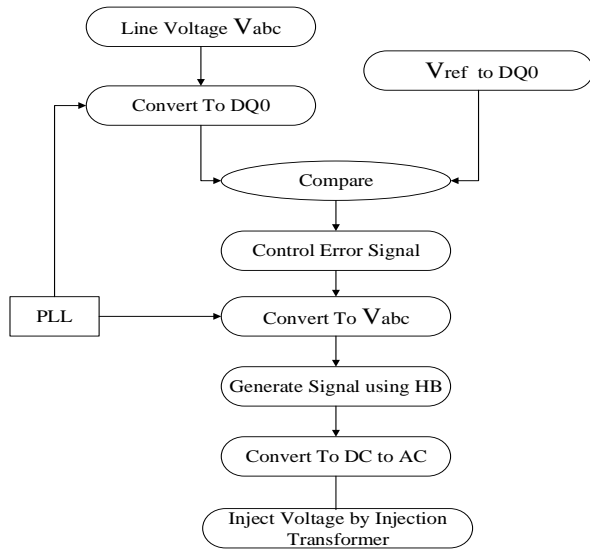 Line Voltage Vabc
Vref to DQ0
Convert To DQ0
Compare
Control Error Signal
PLL
Convert To Vabc
Generate Signal using HB
Convert To DC to AC
Inject Voltage by Injection
Transformer